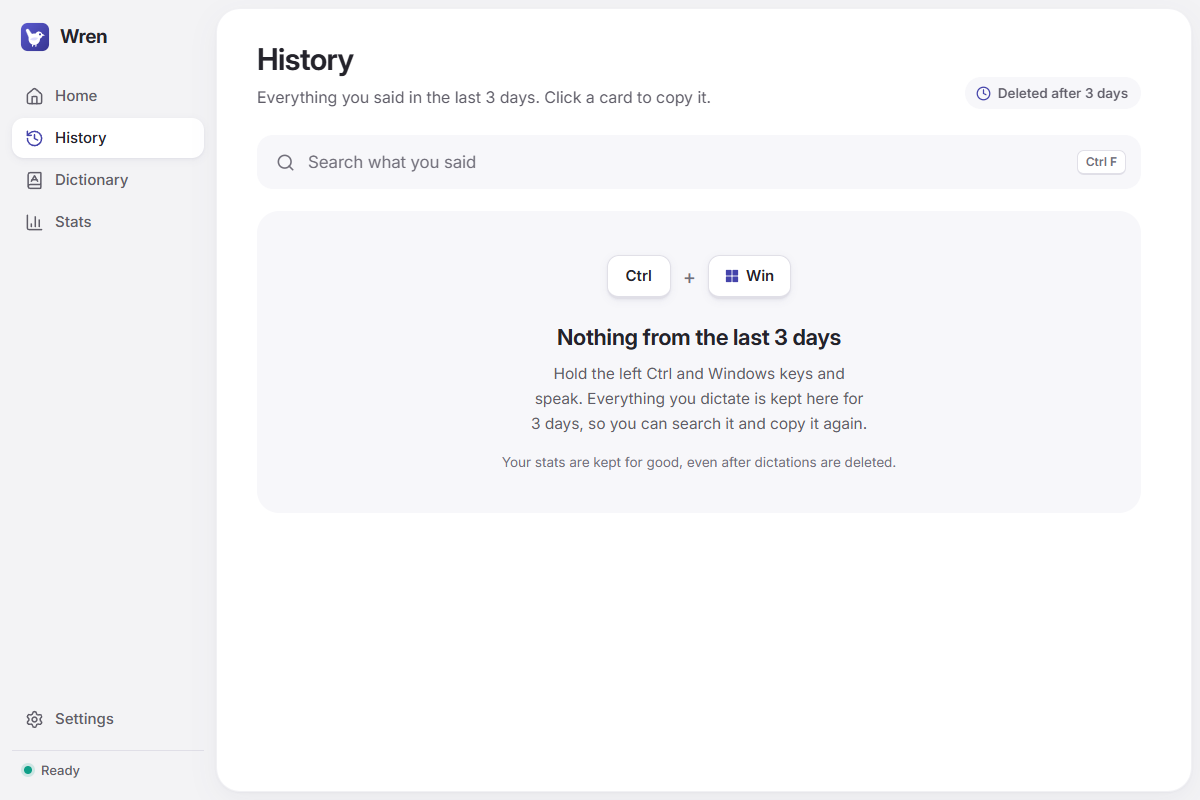 Wren
Home
History
Dictionary
Stats
Settings
Ready
History
Everything you said in the last 3 days. Click a card to copy it.
Deleted after 3 days
Search what you said
Ctrl F
Ctrl + Win
Nothing from the last 3 days
Hold the left Ctrl and Windows keys and
speak. Everything you dictate is kept here for
3 days, so you can search it and copy it again.
Your stats are kept for good, even after dictations are deleted.